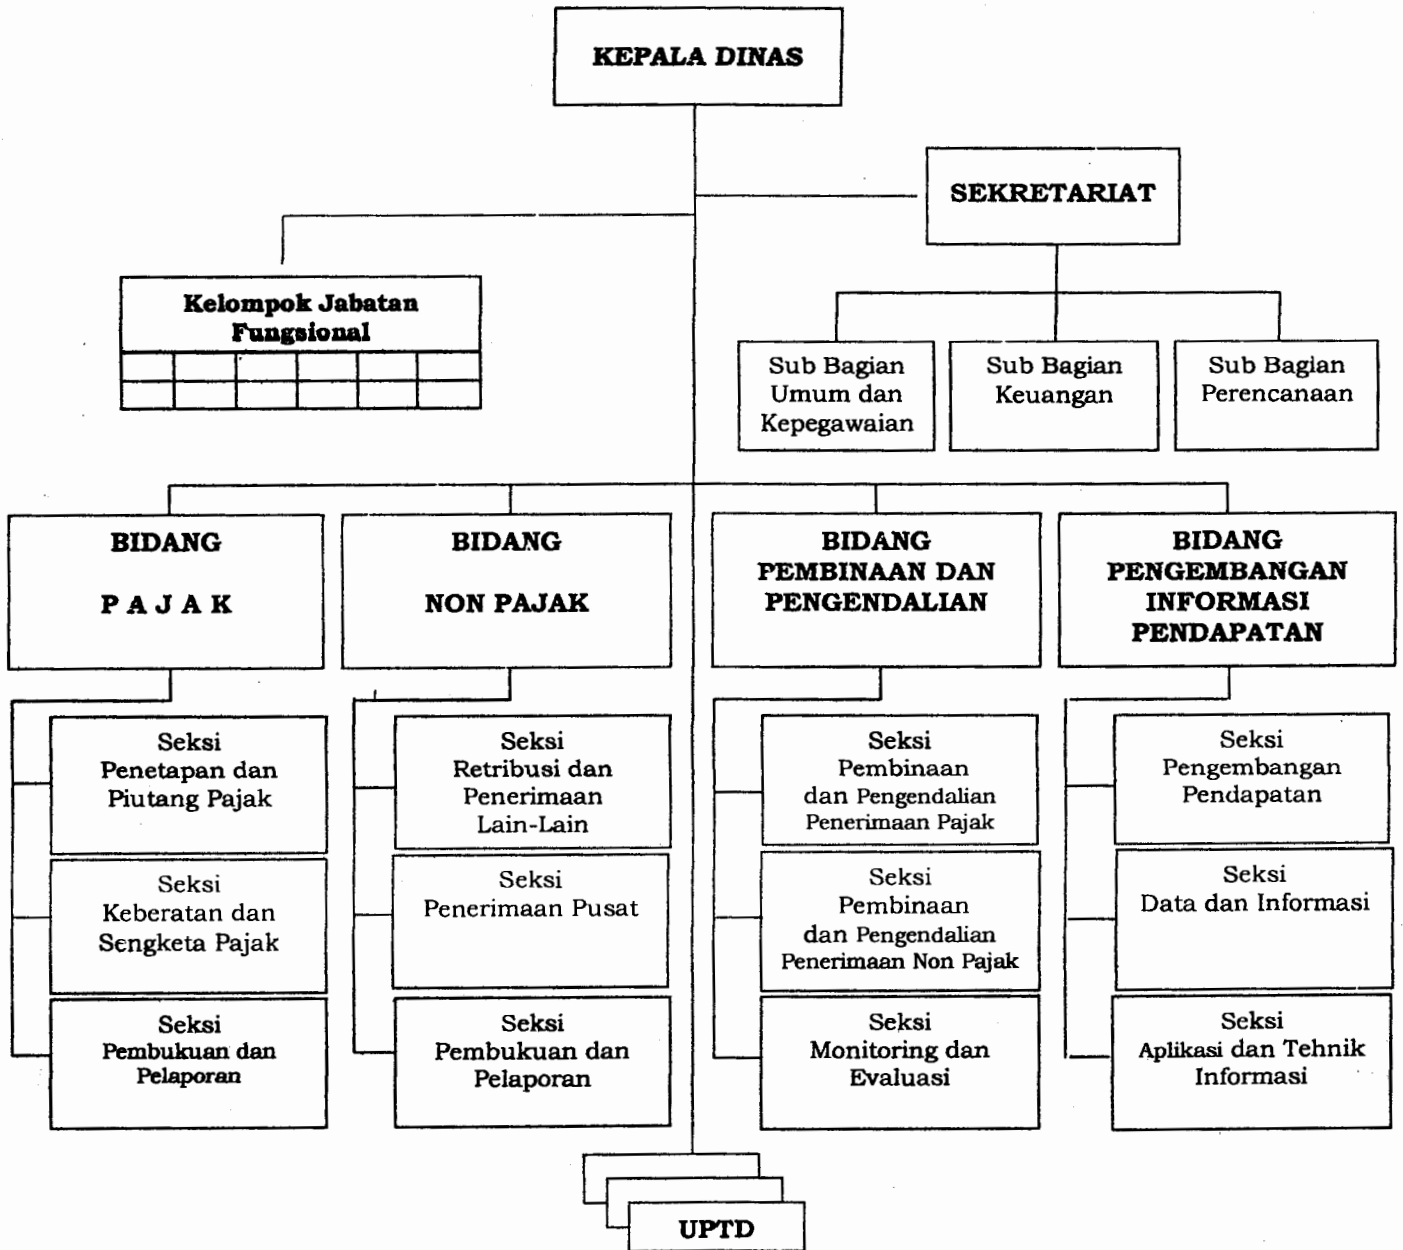 KEPALA DINAS
SEKRETARIAT
Kelompok Jabatan
Fungsional
Sub Bagian
Umum dan
Kepegawaian
Sub Bagian
Keuangan
Sub Bagian
Perencanaan
BIDANG
P A J A K
BIDANG
NON PAJAK
BIDANG
PEMBINAAN DAN
PENGENDALIAN
BIDANG
PENGEMBANGAN
INFORMASI
PENDAPATAN
Seksi
Penetapan dan
Piutang Pajak
Seksi
Keberatan dan
Sengketa Pajak
Seksi
Pembukuan dan
Pelaporan
Seksi
Retribusi dan
Penerimaan
Lain-Lain
Seksi
Penerimaan Pusat
Seksi
Pembukuan dan
Pelaporan
Seksi
Pembinaan
dan Pengendalian
Penerimaan Pajak
Seksi
Pembinaan
dan Pengendalian
Penerimaan Non Pajak
Seksi
Monitoring dan
Evaluasi
Seksi
Pengembangan
Pendapatan
Seksi
Data dan Informasi
Seksi
Aplikasi dan Tehnik
Informasi
UPTD